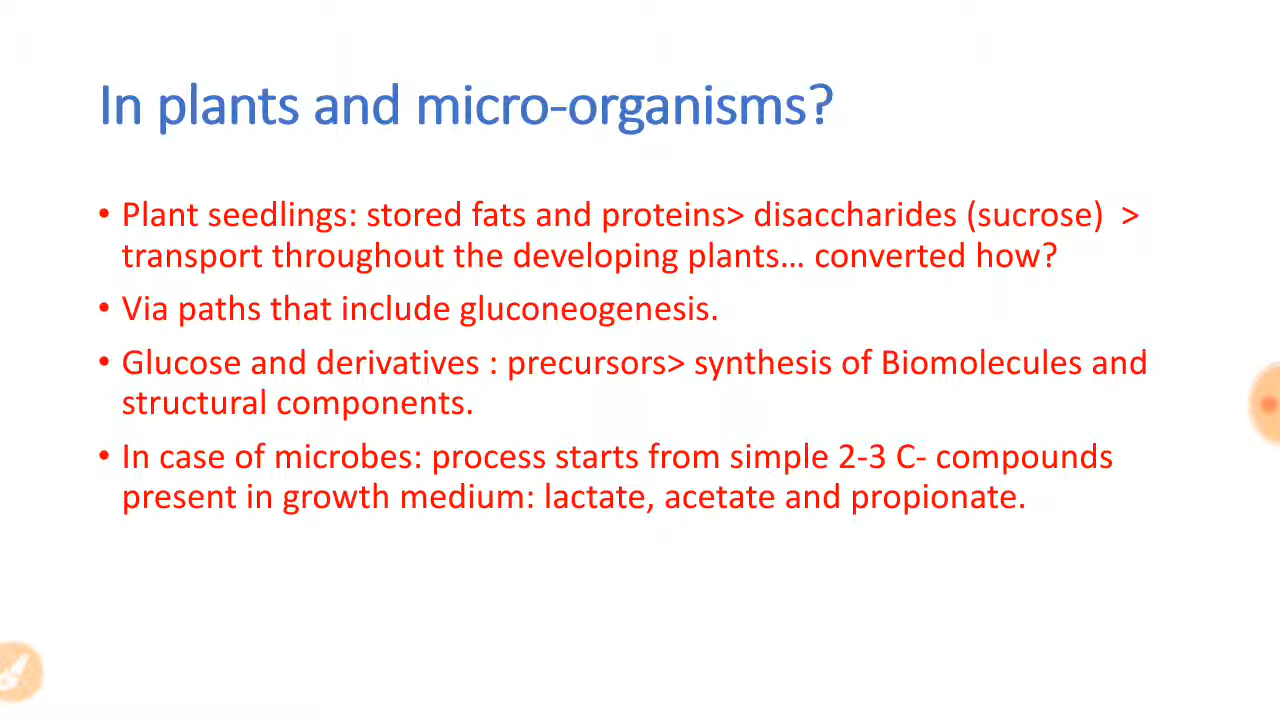 In plants and micro-organisms?
• Plant seedlings: stored fats and proteins> disaccharides (sucrose) >
transport throughout the developing plants... converted how?
• Via paths that include gluconeogenesis.
• Glucose and derivatives : precursors> synthesis of Biomolecules and
structural components.
• In case of microbes: process starts from simple 2-3 C- compounds
present in growth medium: lactate, acetate and propionate.